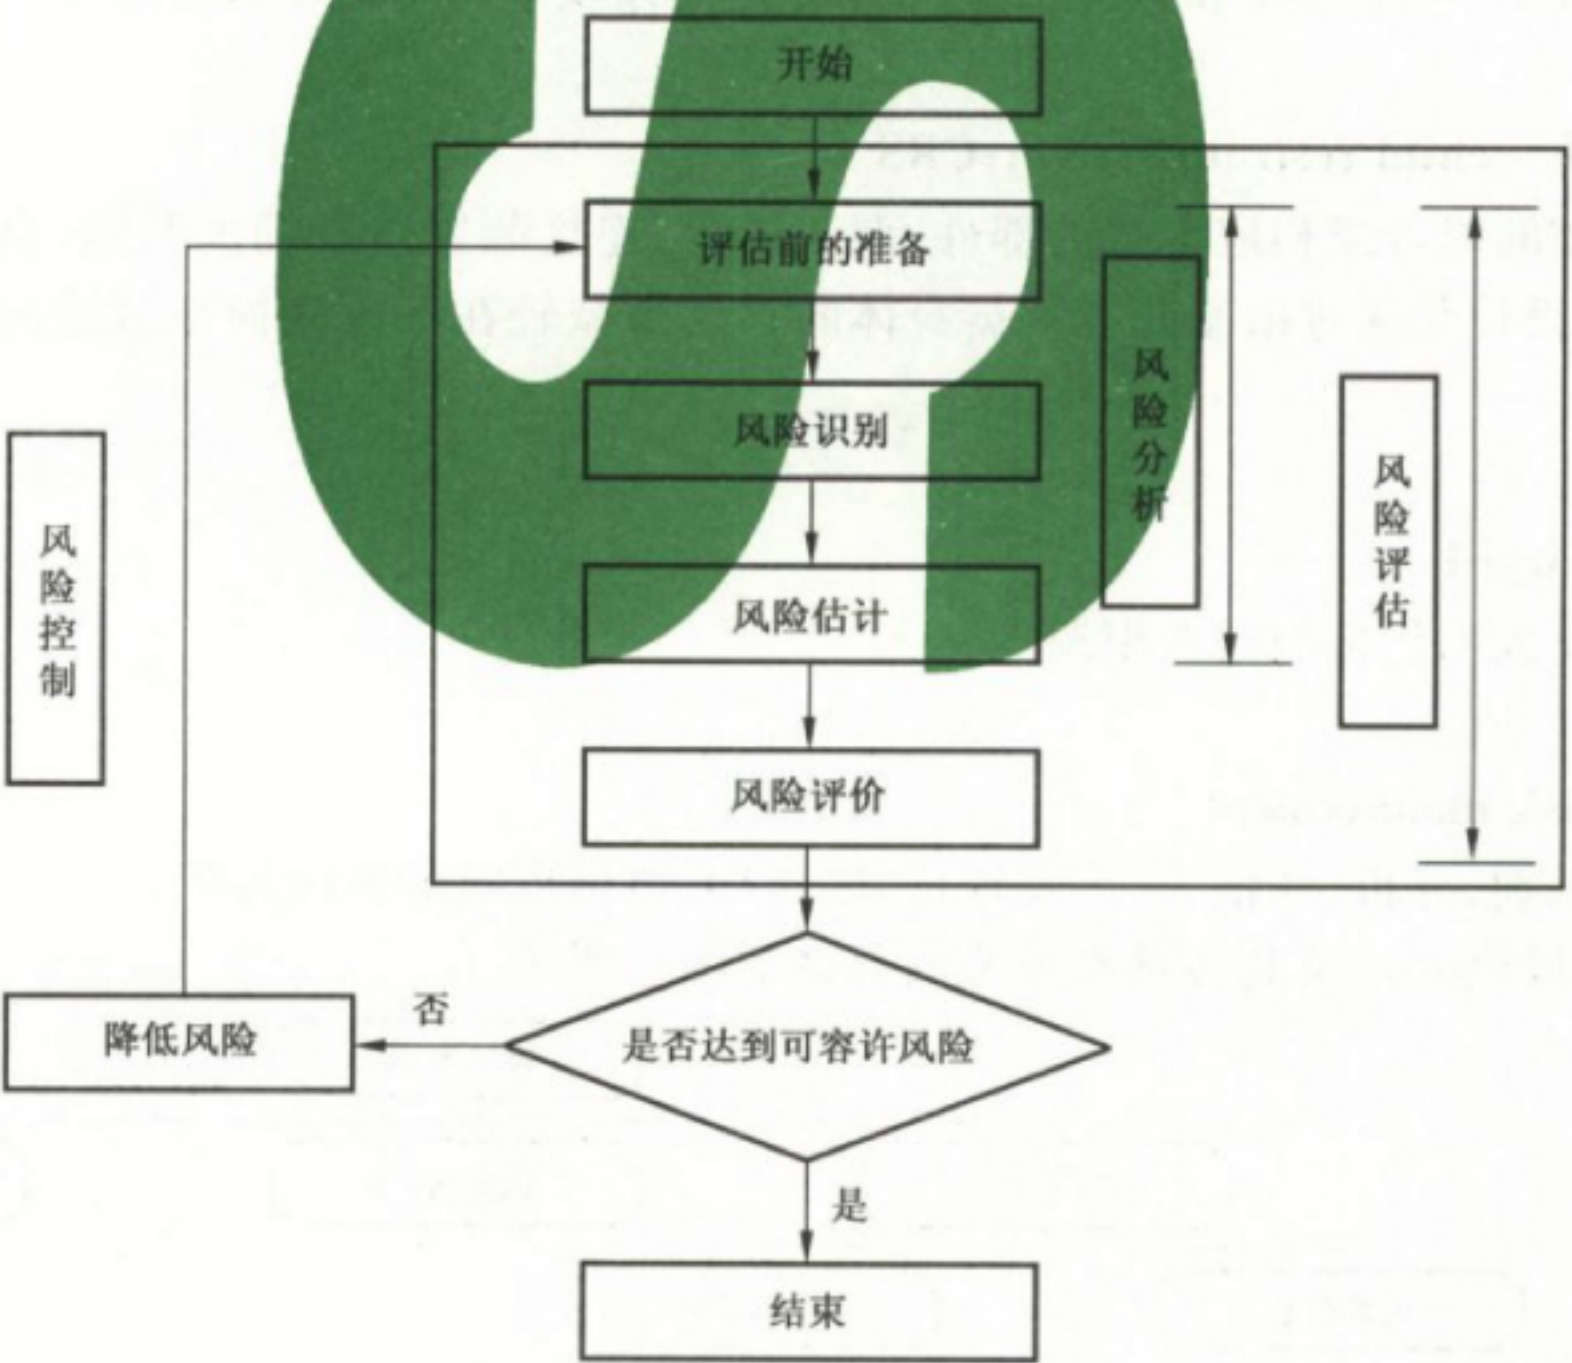 开始
评估前的准备
风险识别
风险估计
风险评价
风险分析
风险评估
风险控制
是否达到可容许风险
否
降低风险
是
结束